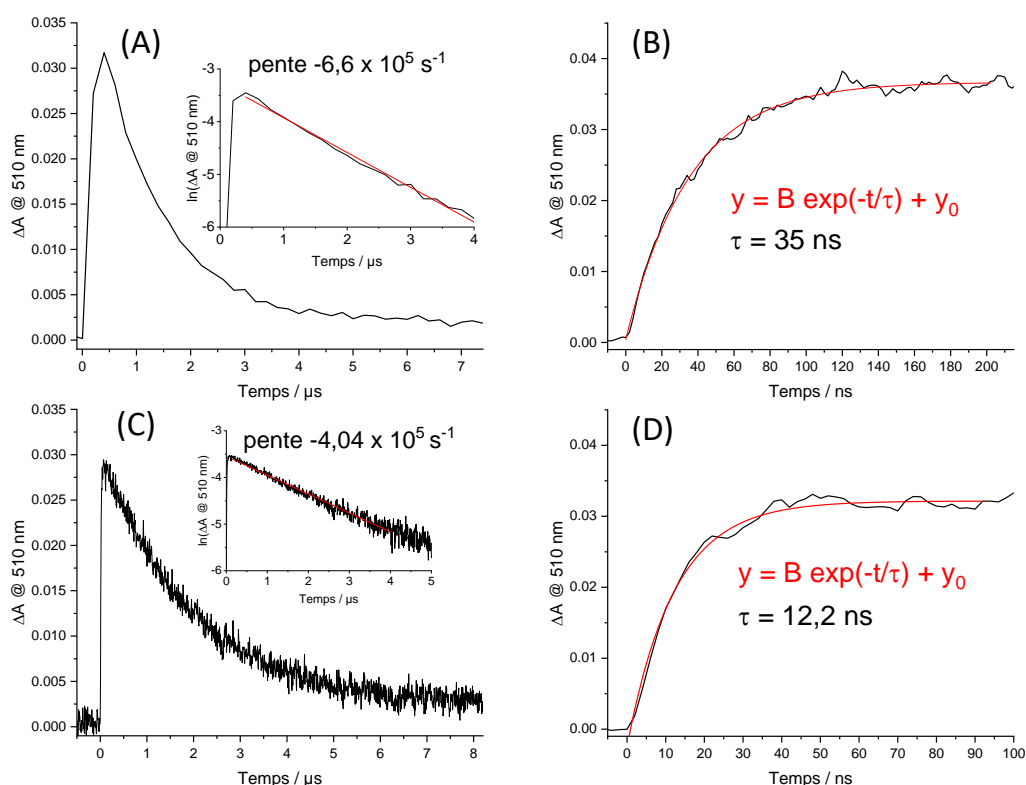 (A)
pente -6,6 x 10⁵ s⁻¹
ΔA @ 510 nm
0.035
0.030
0.025
0.020
0.015
0.010
0.005
0.000
0 1 2 3 4 5 6 7
Temps / µs
ln(ΔA @ 510 nm)
-3
-4
-5
-6
0 1 2 3 4
Temps / µs
(B)
ΔA @ 510 nm
0.04
0.03
0.02
0.01
0.00
y = B exp(-t/τ) + y₀
τ = 35 ns
0 20 40 60 80 100 120 140 160 180 200
Temps / ns
(C)
pente -4,04 x 10⁵ s⁻¹
ΔA @ 510 nm
0.035
0.030
0.025
0.020
0.015
0.010
0.005
0.000
0 1 2 3 4 5 6 7 8
Temps / µs
ln(ΔA @ 510 nm)
-3
-4
-5
-6
0 1 2 3 4 5
Temps / µs
(D)
ΔA @ 510 nm
0.04
0.03
0.02
0.01
0.00
y = B exp(-t/τ) + y₀
τ = 12,2 ns
0 10 20 30 40 50 60 70 80 90 100
Temps / ns